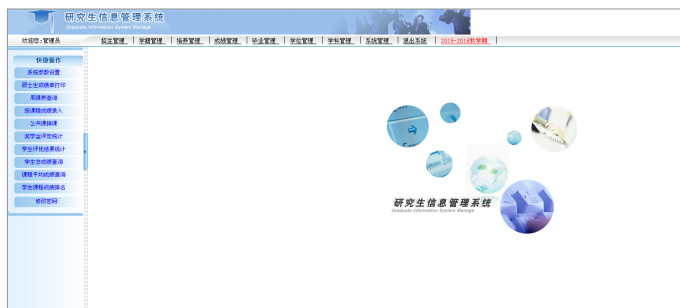 研究生信息管理系统
Graduate Information System Manage
欢迎您:管理员
招生管理 | 学籍管理 | 培养管理 | 成绩管理 | 毕业管理 | 学位管理 | 学科管理 | 系统管理 | 退出系统 | 2015-2016秋学期 |
快捷操作
系统参数设置
硕士生成绩单打印
周课表查询
按课程成绩录入
公共课排课
奖学金评定统计
学生评优结果统计
学生总成绩查询
课程平均成绩查询
学生课程成绩排名
修改密码
研究生信息管理系统
Graduate Information System Manage